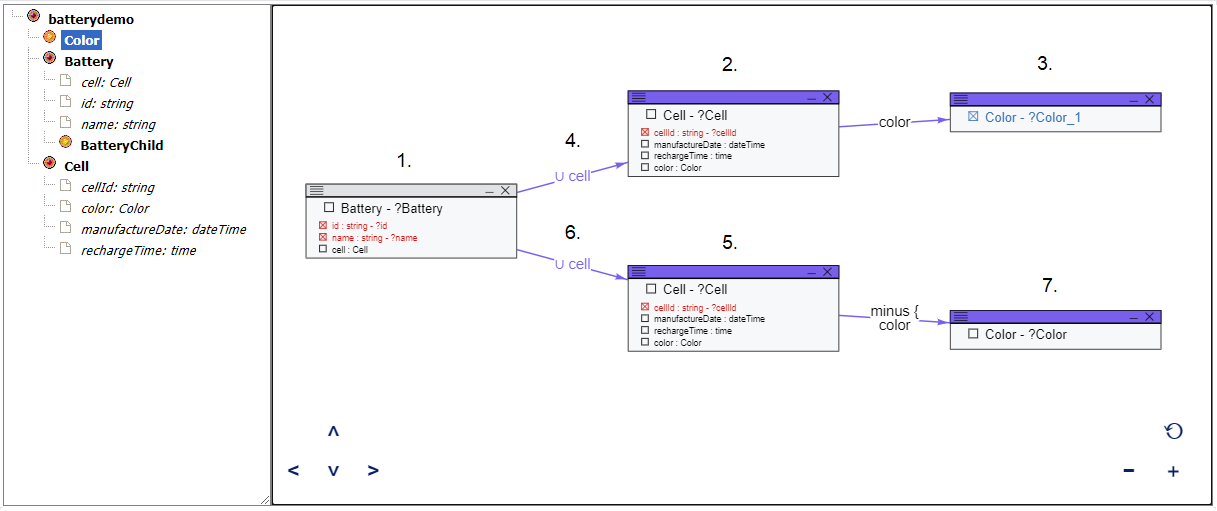 batterydemo
Color
Battery
cell: Cell
id: string
name: string
BatteryChild
Cell
cellId: string
color: Color
manufactureDate: dateTime
rechargeTime: time
1.
Battery - ?Battery
id : string - ?id
name : string - ?name
cell : Cell
4.
∪ cell
6.
∪ cell
2.
Cell - ?Cell
cellId : string - ?cellId
manufactureDate : dateTime
rechargeTime : time
color : Color
color
3.
Color - ?Color_1
5.
Cell - ?Cell
cellId : string - ?cellId
manufactureDate : dateTime
rechargeTime : time
color : Color
minus {
color
7.
Color - ?Color